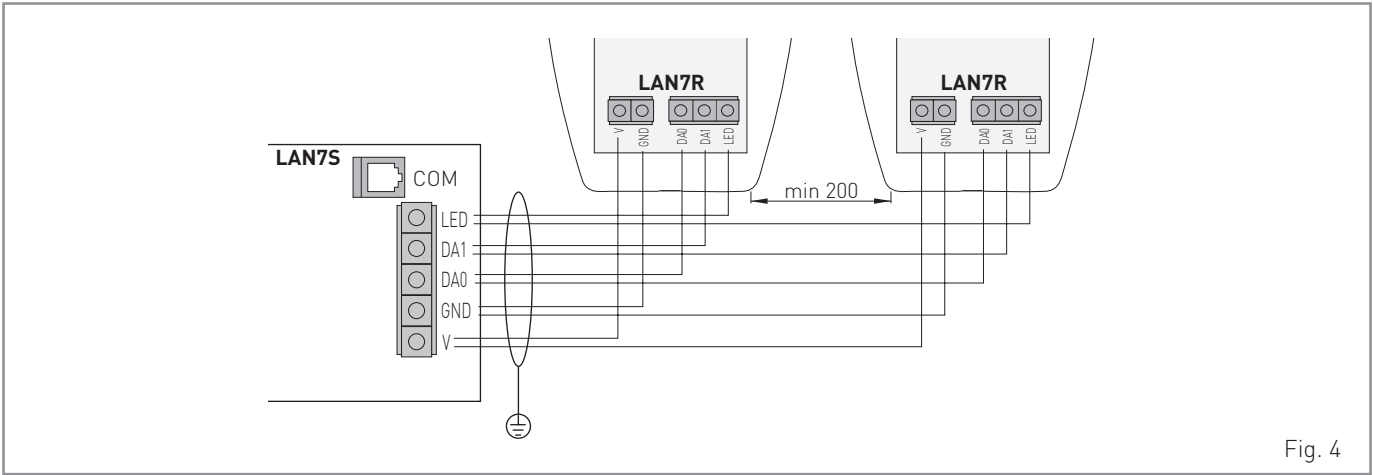 LAN7R
V
GND
DA0
DA1
LED
LAN7R
V
GND
DA0
DA1
LED
min 200
LAN7S
COM
LED
DA1
DA0
GND
V
Fig. 4